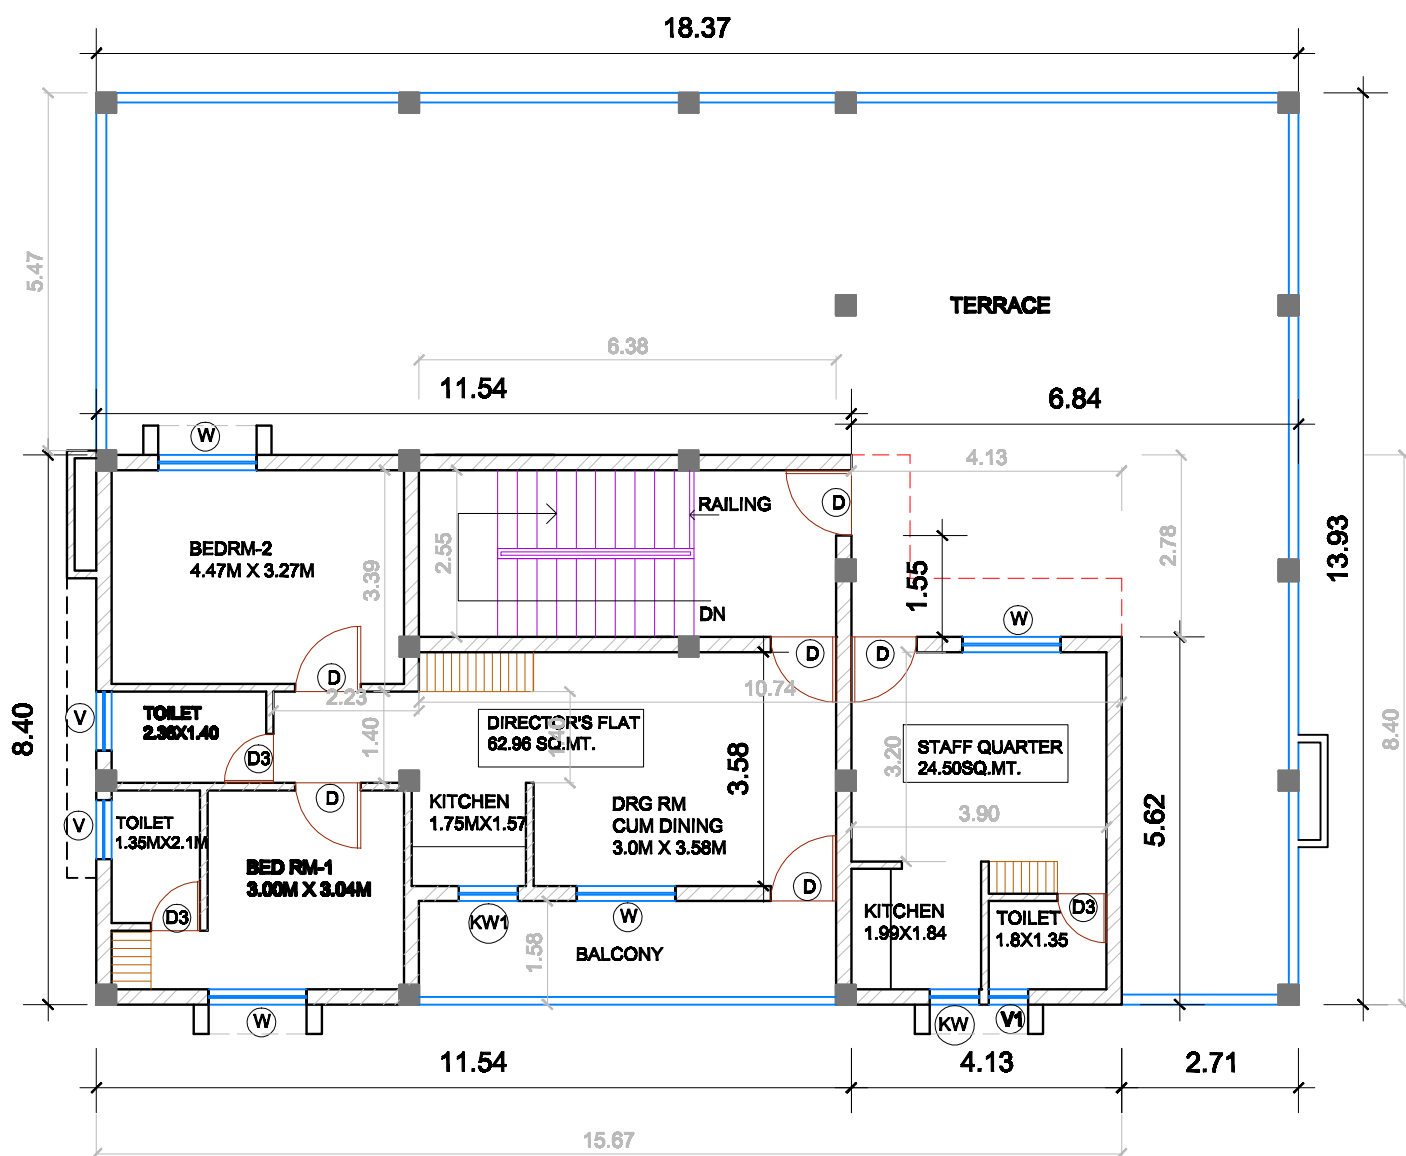 18.37
5.47
TERRACE
6.38
11.54
6.84
W
4.13
RAILING
D
2.55
2.78
13.93
BEDRM-2
4.47M X 3.27M
3.39
1.55
DN
W
D
D
D
2.23
10.74
V
TOILET
2.36X1.40
1.40
DIRECTOR'S FLAT
62.96 SQ.MT.
1.40
8.40
D3
3.58
3.20
STAFF QUARTER
24.50SQ.MT.
8.40
D
KITCHEN
1.75MX1.57
DRG RM
CUM DINING
3.0M X 3.58M
3.90
5.62
V
TOILET
1.35MX2.1M
BED RM-1
3.00M X 3.04M
D
D3
KW1
W
KITCHEN
1.99X1.84
TOILET
1.8X1.35
D3
1.58
BALCONY
W
KW
V1
11.54
4.13
2.71
15.67